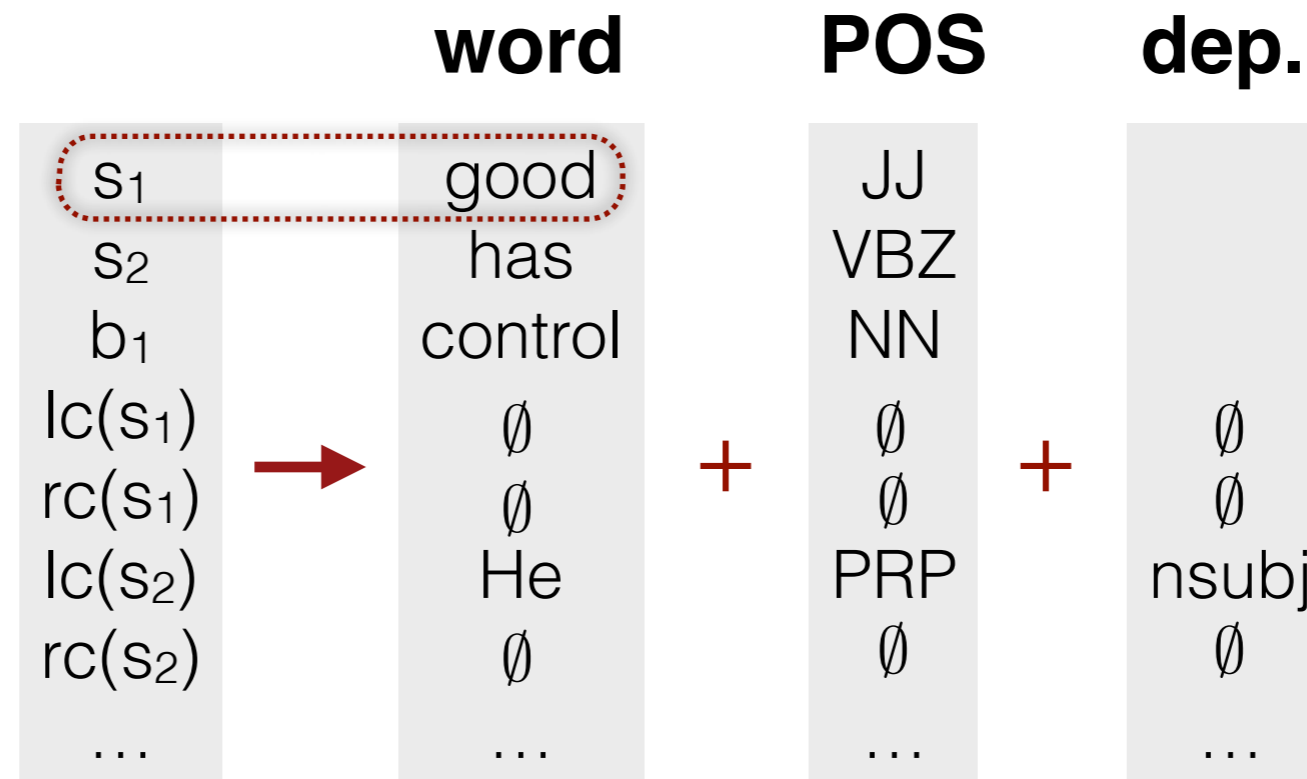 word POS dep.
s₁ good JJ
s₂ has VBZ
b₁ control NN
lc(s₁) ∅ ∅ ∅
rc(s₁) → ∅ + ∅ + ∅
lc(s₂) He PRP nsubj
rc(s₂) ∅ ∅ ∅
... ... ... ...